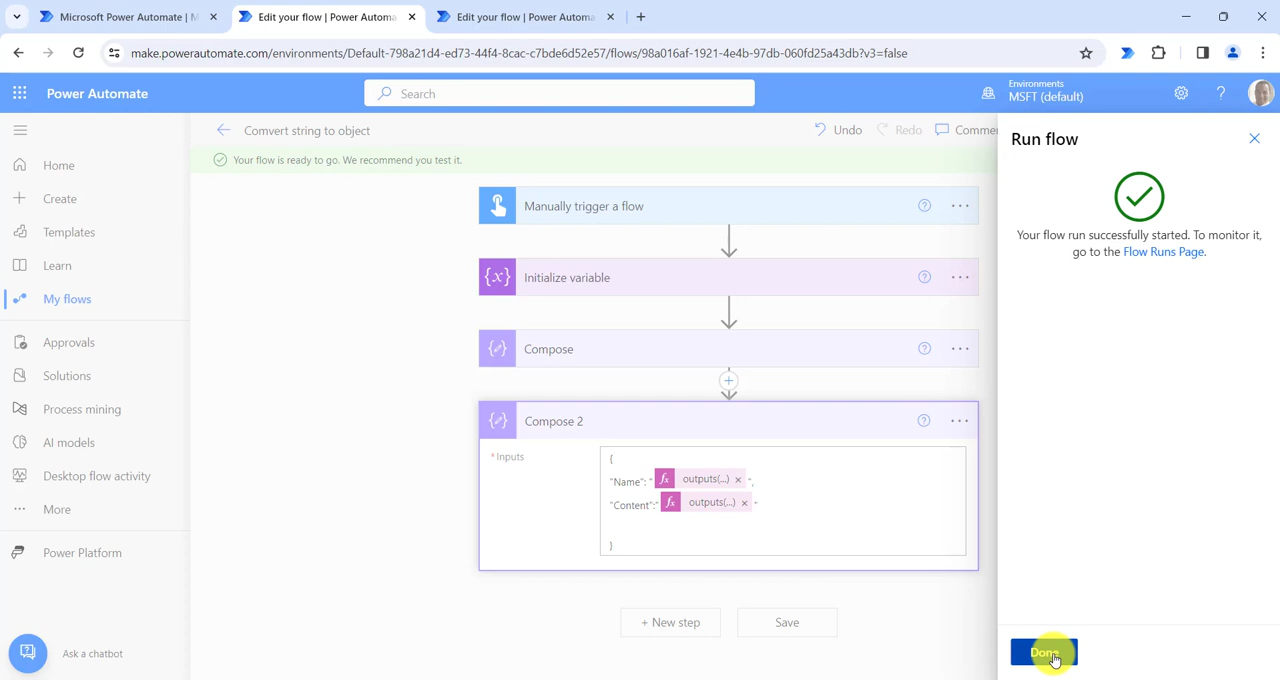 Microsoft Power Automate | M
Edit your flow | Power Automa
Edit your flow | Power Automa
make.powerautomate.com/environments/Default-798a21d4-ed73-44f4-8cac-c7bde6d52e57/flows/98a016af-1921-4e4b-97db-060fd25a43db?v3=false
Power Automate
Search
Environments
MSFT (default)
Comvert string to object
Undo
Redo
Commen
Your flow is ready to go. We recommend you test it.
Home
Create
Templates
Learn
My flows
Approvals
Solutions
Process mining
AI models
Desktop flow activity
More
Power Platform
Ask a chatbot
Manually trigger a flow
{x} Initialize variable
Compose
Compose 2
* Inputs
{
"Name": " fx outputs(...) × ",
"Content":" fx outputs(...) × "
}
+ New step
Save
Run flow
Your flow run successfully started. To monitor it,
go to the Flow Runs Page.
Done